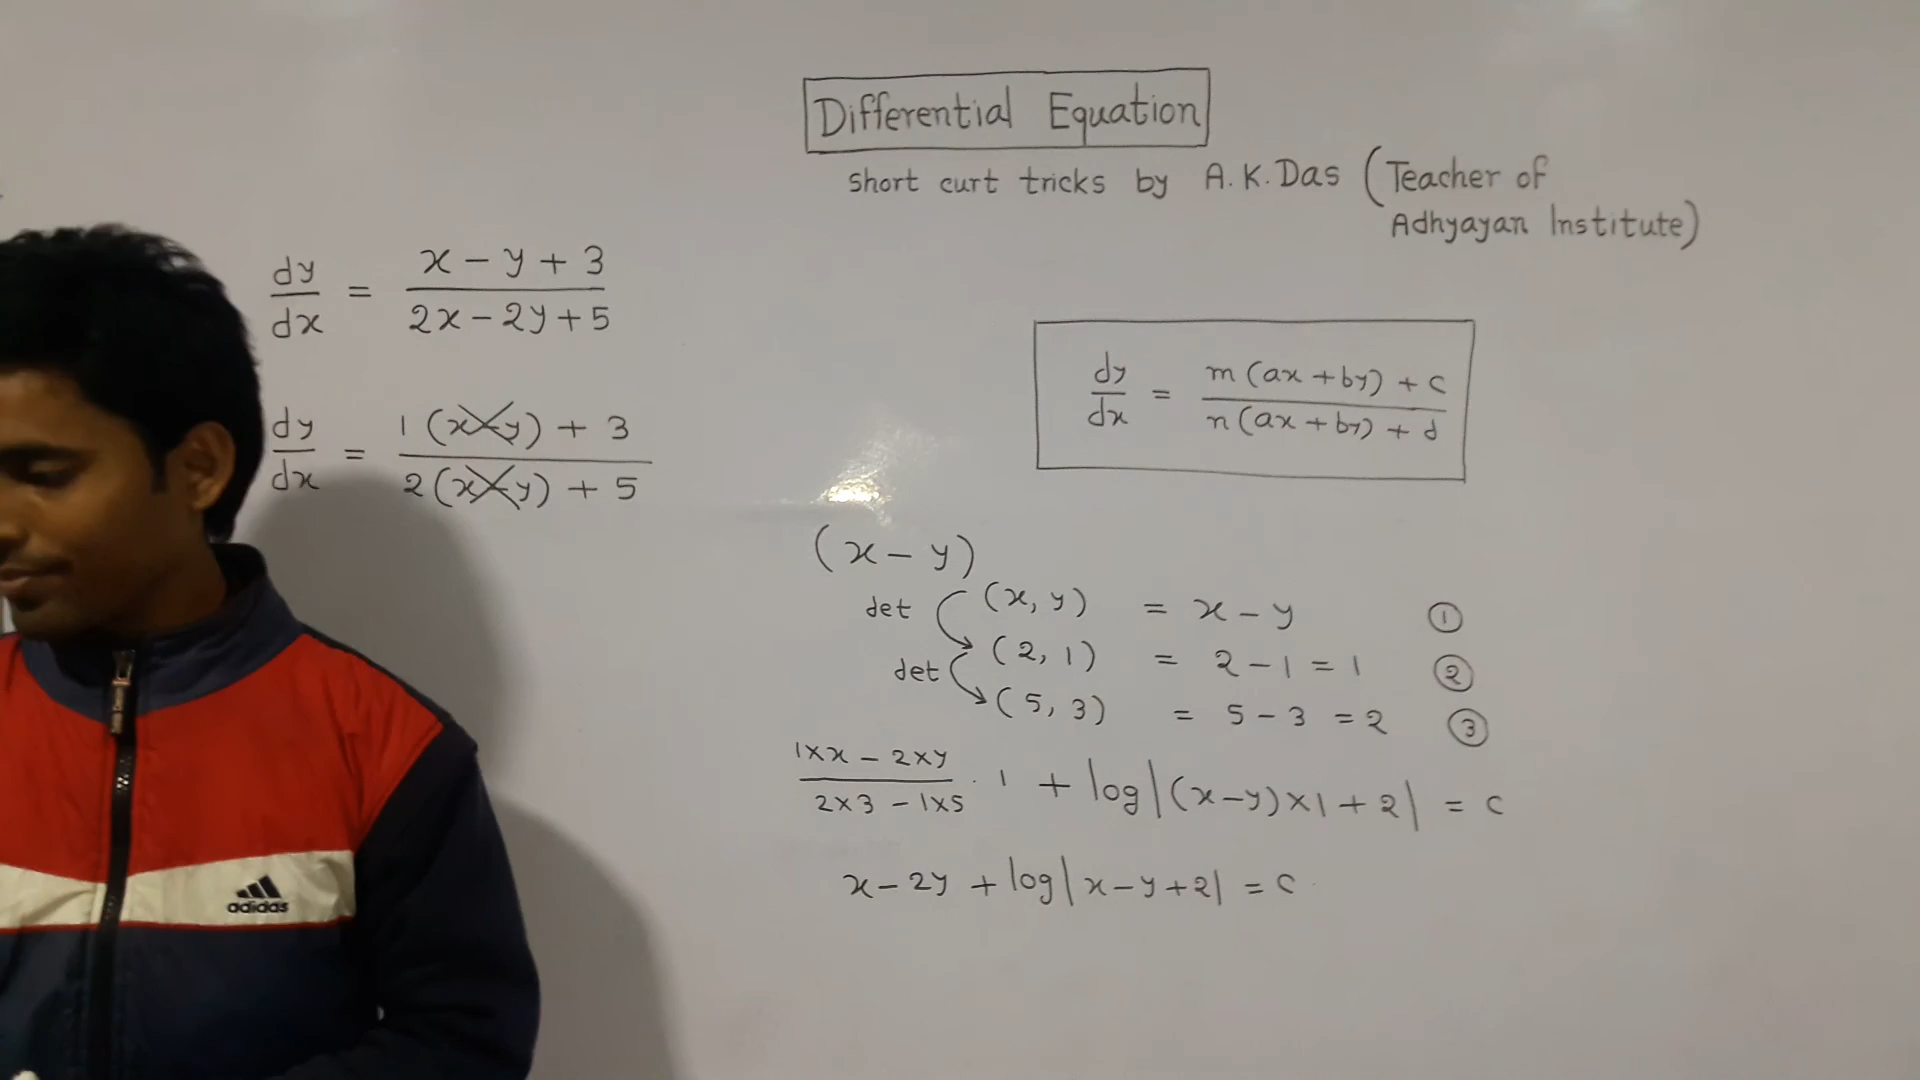 Differential Equation
Short curt tricks by A.K.Das (Teacher of
Adhyayan Institute)
dy/dx = (x - y + 3)/(2x - 2y + 5)
dy/dx = (1(x-y) + 3)/(2(x-y) + 5)
dy/dx = (m(ax+by) + c)/(n(ax+by) + d)
(x - y)
det (x, y) = x - y ①
det (2, 1) = 2 - 1 = 1 ②
(5, 3) = 5 - 3 = 2 ③
(1×x - 2×y)/(2×3 - 1×5) · 1 + log|(x-y)×1+2| = c
x - 2y + log|x-y+2| = c
adidas